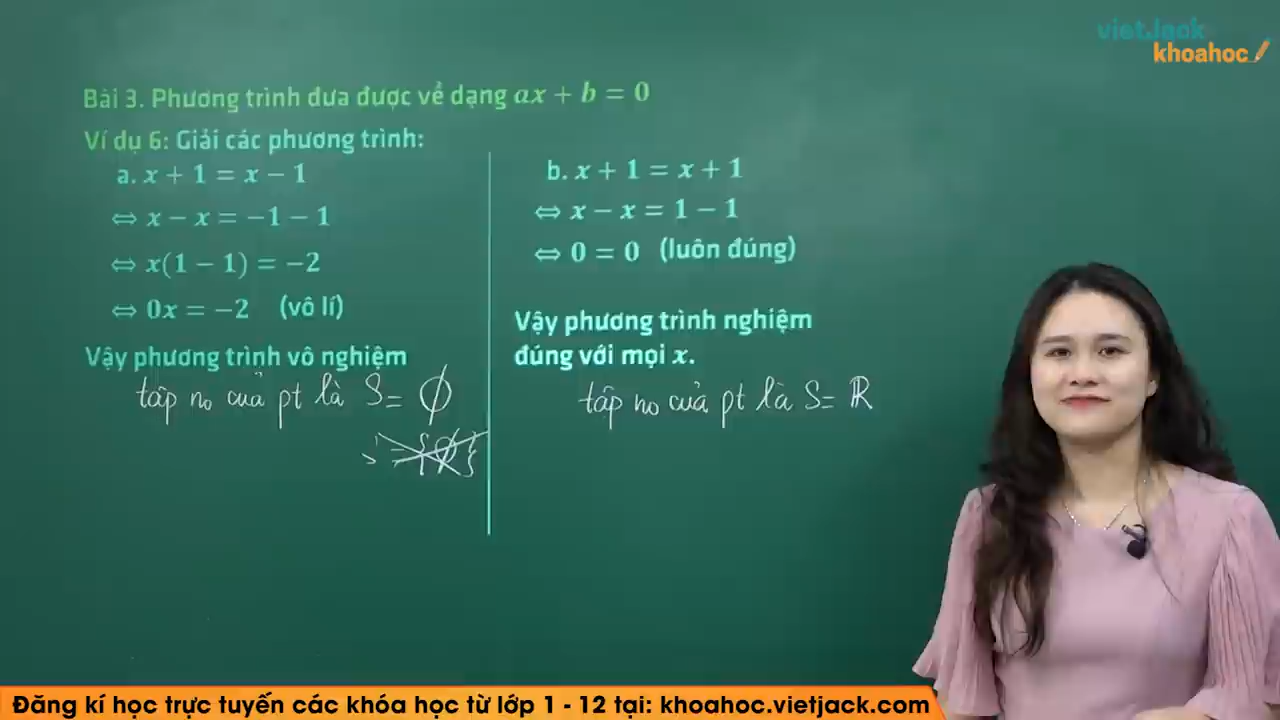 vietJack
khoahoc
Bài 3. Phương trình đưa được về dạng ax + b = 0
Ví dụ 6: Giải các phương trình:
a. x + 1 = x − 1
⇔ x − x = −1 − 1
⇔ x(1 − 1) = −2
⇔ 0x = −2 (vô lí)
Vậy phương trình vô nghiệm
tập no của pt là S = ∅
S = {∅}
b. x + 1 = x + 1
⇔ x − x = 1 − 1
⇔ 0 = 0 (luôn đúng)
Vậy phương trình nghiệm
đúng với mọi x.
tập no của pt là S = ℝ
Đăng kí học trực tuyến các khóa học từ lớp 1 - 12 tại: khoahoc.vietjack.com